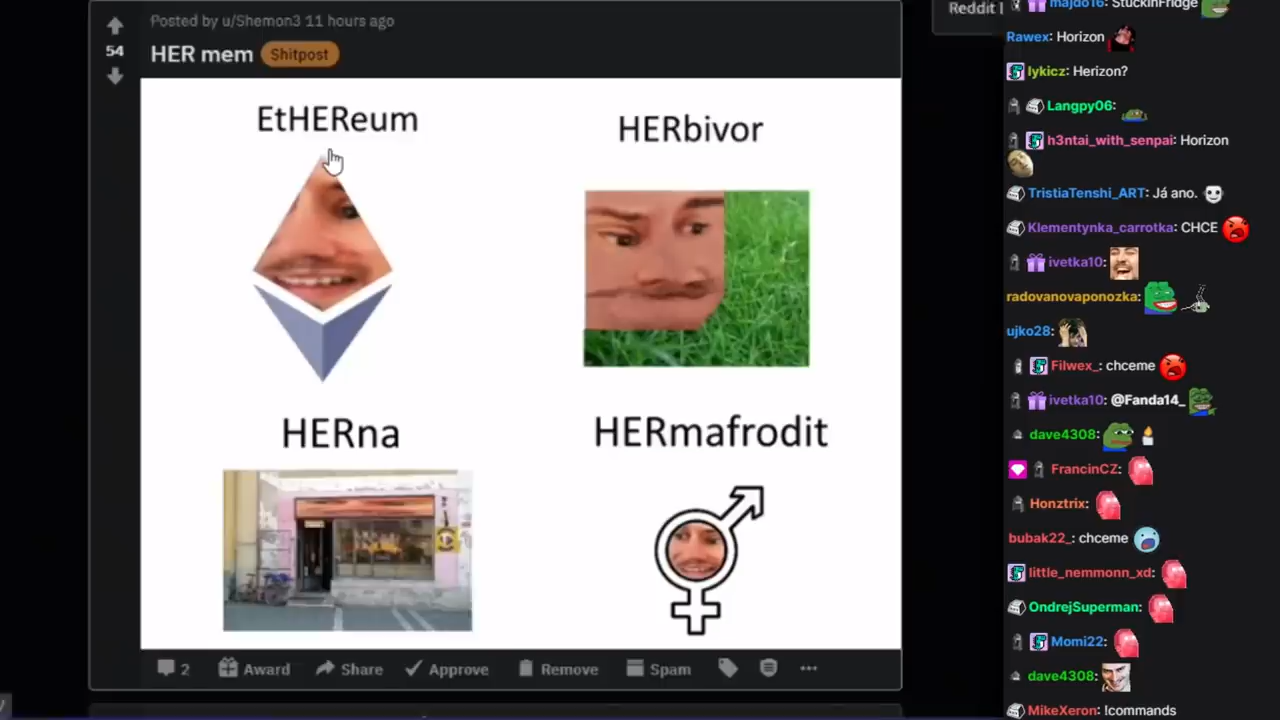 Posted by u/Shemon3 11 hours ago
54
HER mem Shitpost
EtHEReum
HERbivor
HERna
HERmafrodit
2 Award Share Approve Remove Spam
Reddit
majdo16: StuckInFridge
Rawex: Horizon
lykicz: Herizon?
Langpy06:
h3ntai_with_senpai: Horizon
TristiaTenshi_ART: Já ano.
Klementynka_carrotka: CHCE
ivetka10:
radovanovaponozka:
ujko28:
Filwex_: chceme
ivetka10: @Fanda14_
dave4308:
FrancinCZ:
Honztrix:
bubak22_: chceme
little_nemmonn_xd:
OndrejSuperman:
Momi22:
dave4308:
MikeXeron: !commands